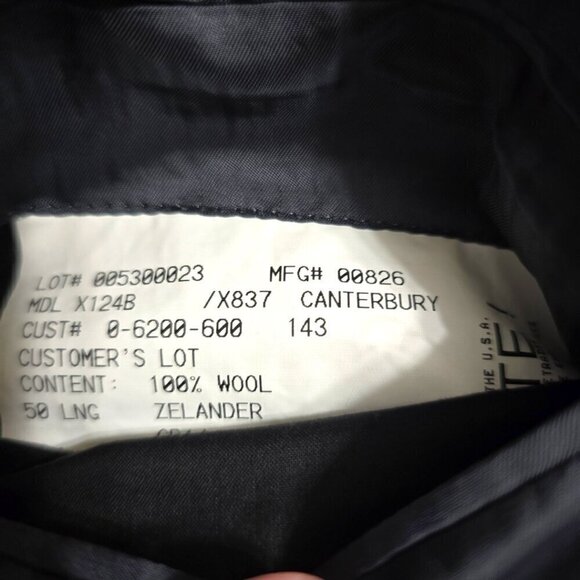 LOT# 005300023 MFG# 00826
MDL X124B /X837 CANTERBURY
CUST# 0-6200-600 143
CUSTOMER'S LOT
CONTENT: 100% WOOL
50 LNG ZELANDER
THE U.S.A.